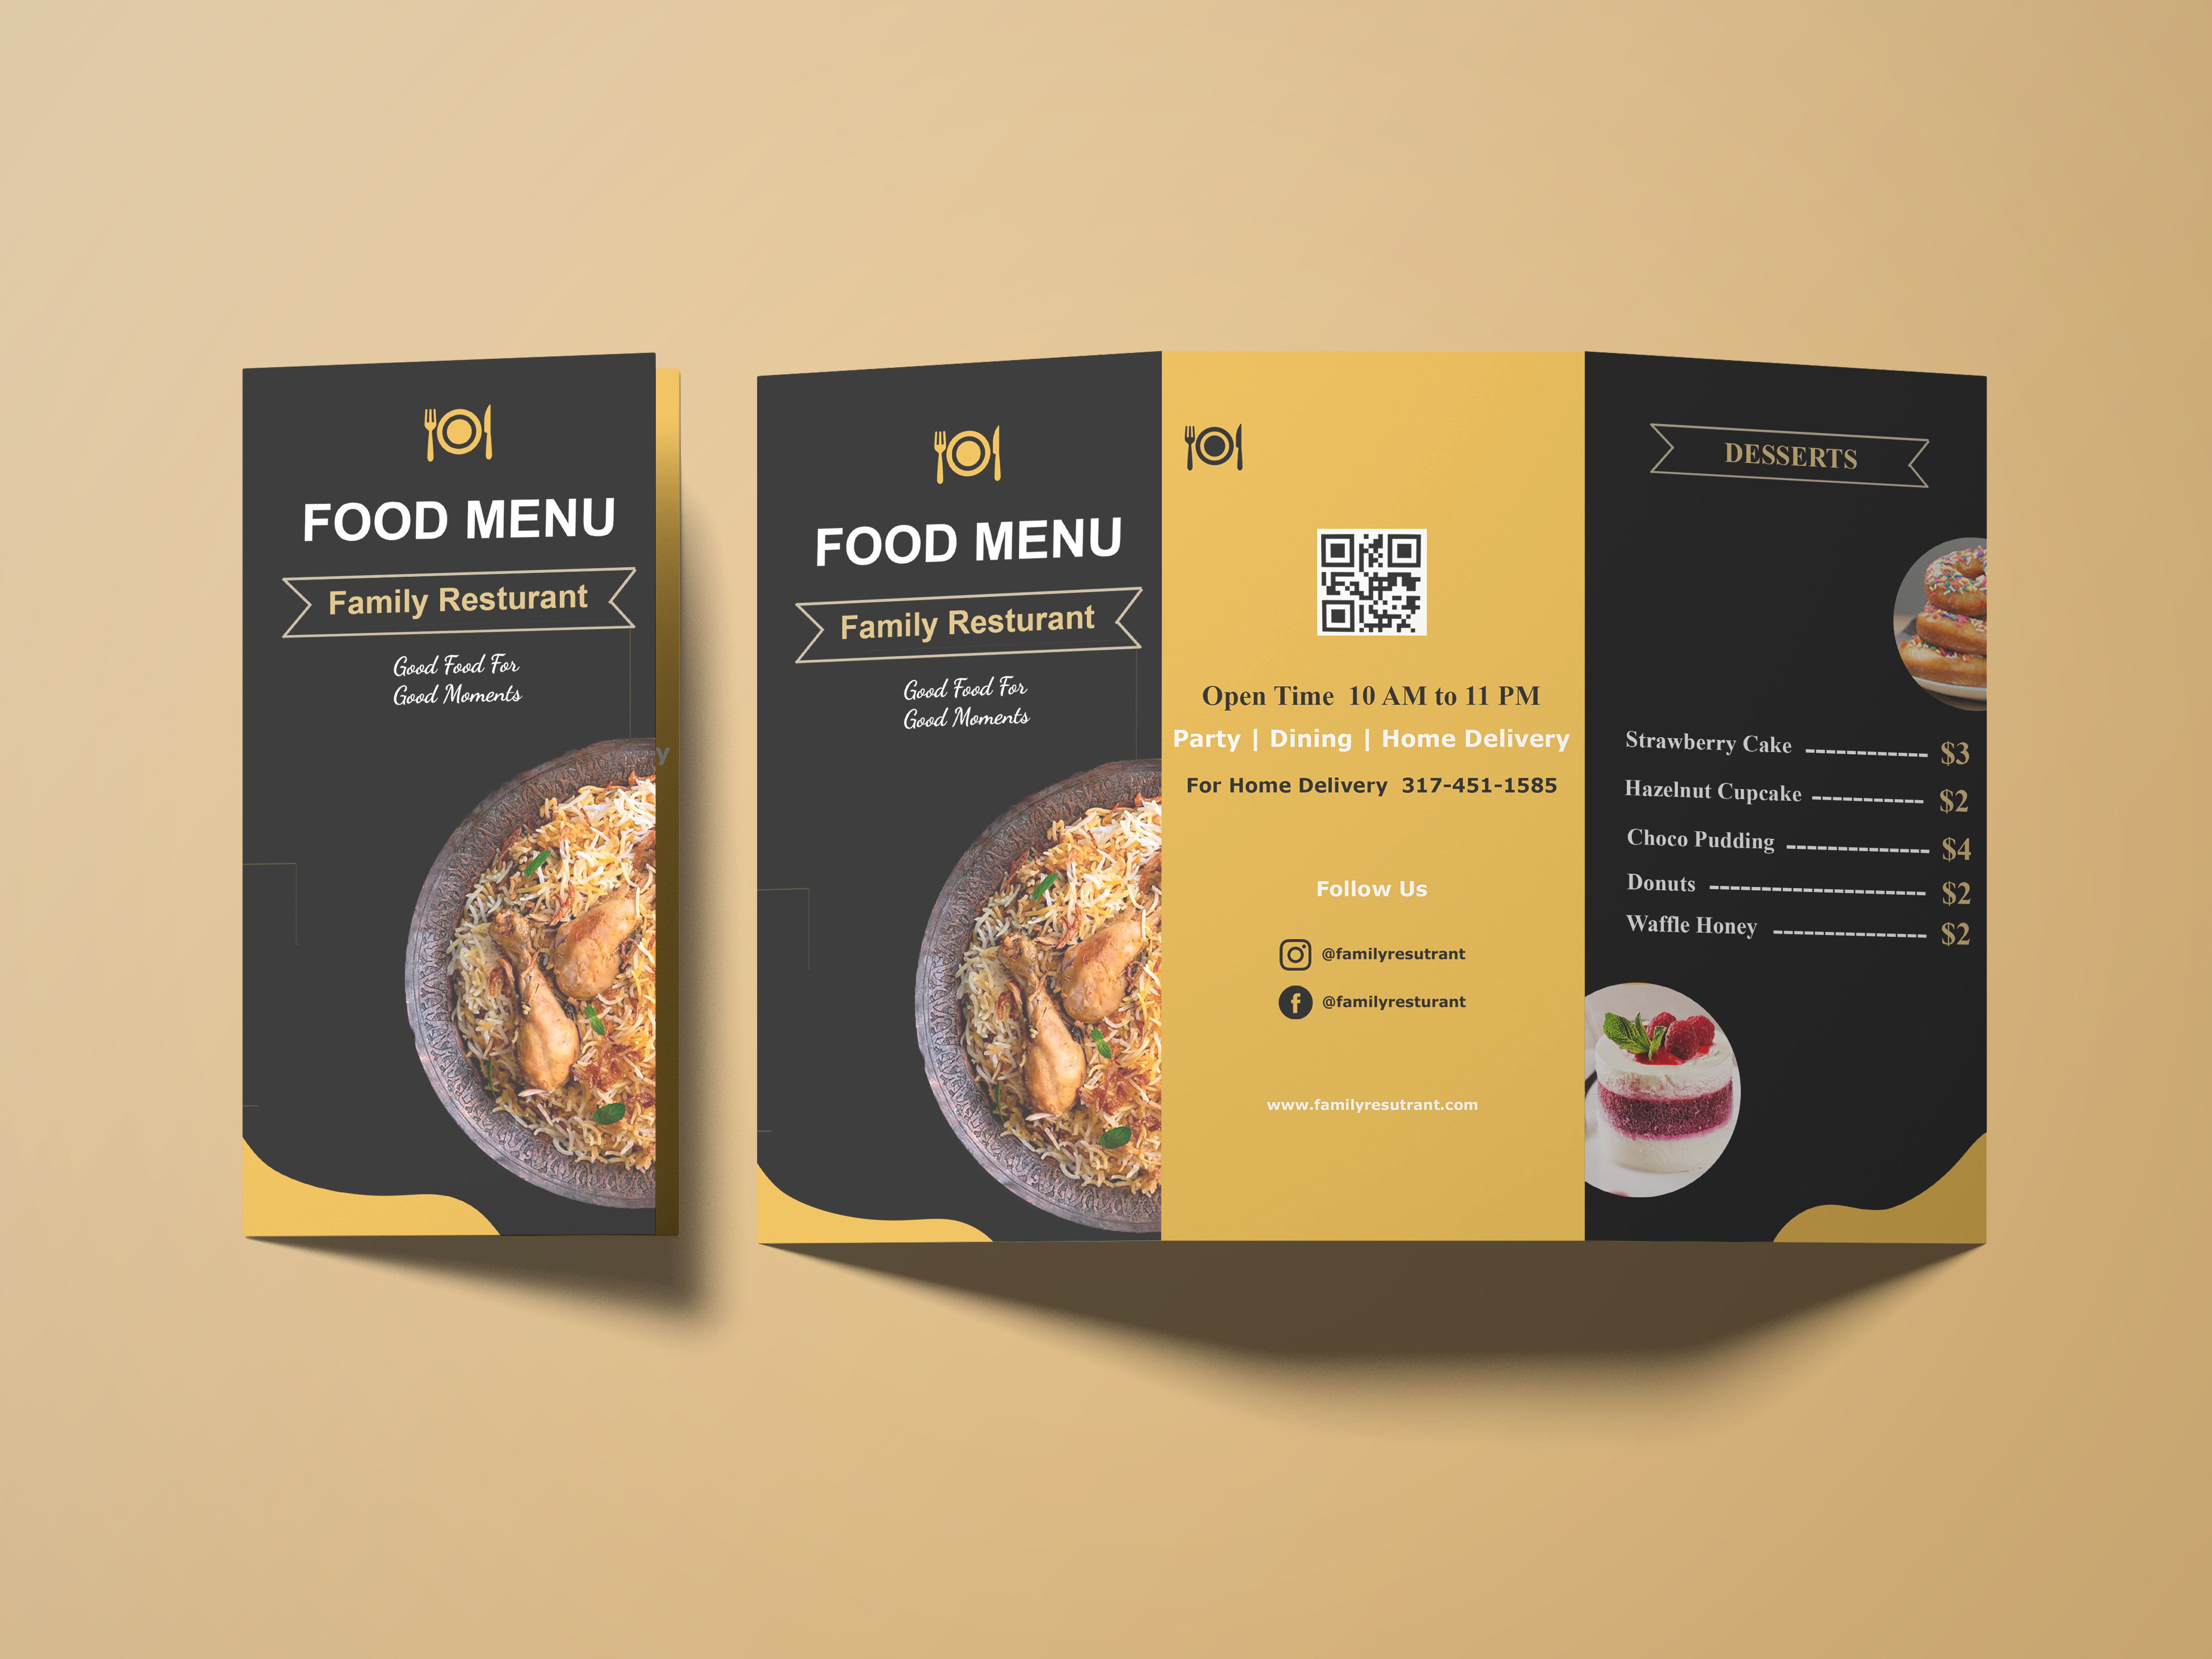 FOOD MENU
Family Resturant
Good Food For
Good Moments
y
FOOD MENU
Family Resturant
Good Food For
Good Moments
Open Time 10 AM to 11 PM
Party | Dining | Home Delivery
For Home Delivery 317-451-1585
Follow Us
@familyresutrant
@familyresturant
www.familyresutrant.com
DESSERTS
Strawberry Cake ------------ $3
Hazelnut Cupcake ----------- $2
Choco Pudding -------------- $4
Donuts --------------------- $2
Waffle Honey --------------- $2